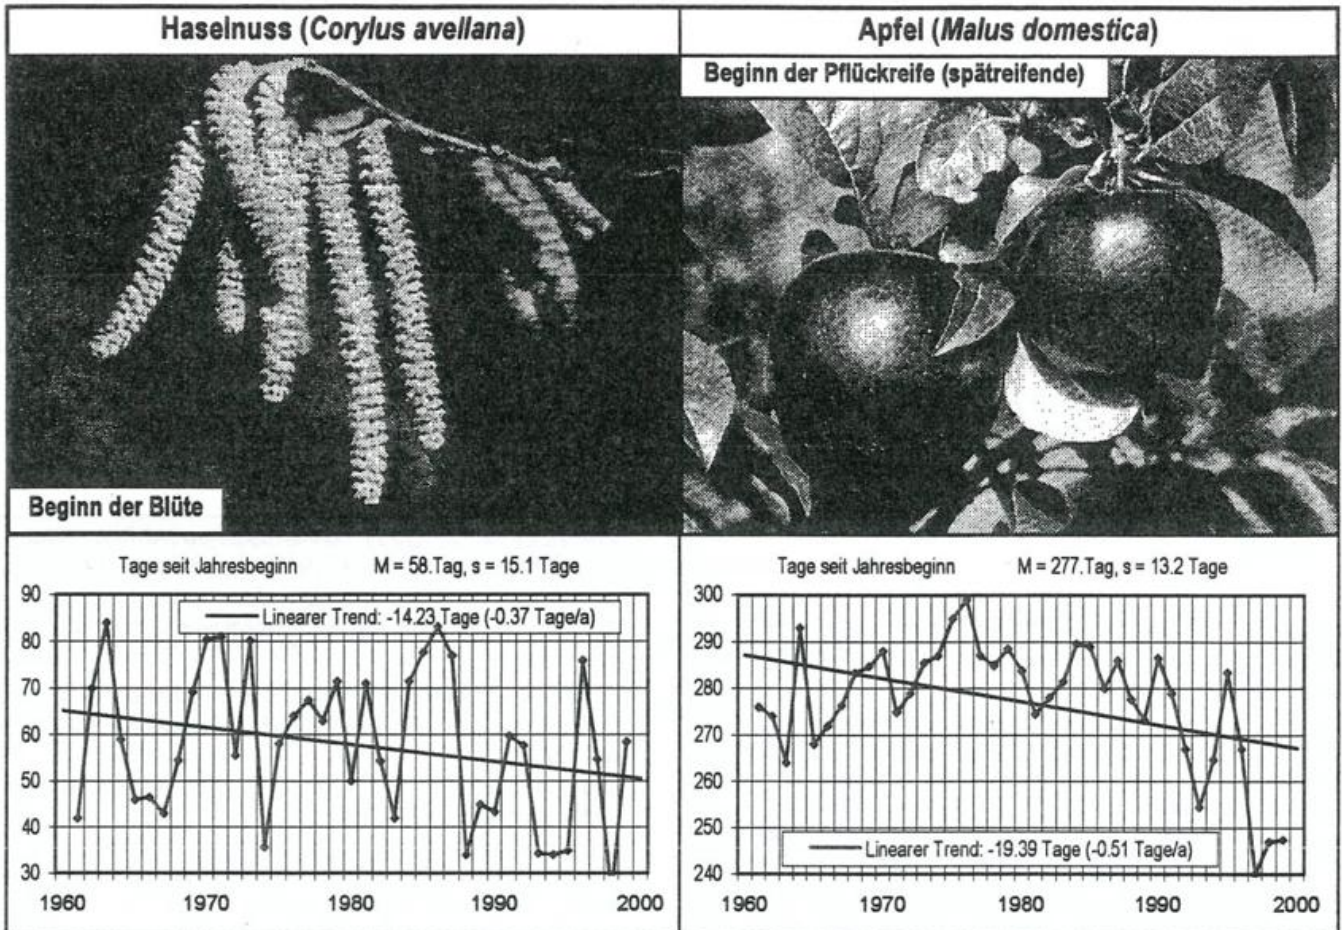 Haselnuss (Corylus avellana)
Apfel (Malus domestica)
Beginn der Blüte
Beginn der Pflückreife (spätreifende)
Tage seit Jahresbeginn M = 58.Tag, s = 15.1 Tage
Linearer Trend: -14.23 Tage (-0.37 Tage/a)
90
80
70
60
50
40
30
1960 1970 1980 1990 2000
Tage seit Jahresbeginn M = 277.Tag, s = 13.2 Tage
300
290
280
270
260
250
240
Linearer Trend: -19.39 Tage (-0.51 Tage/a)
1960 1970 1980 1990 2000